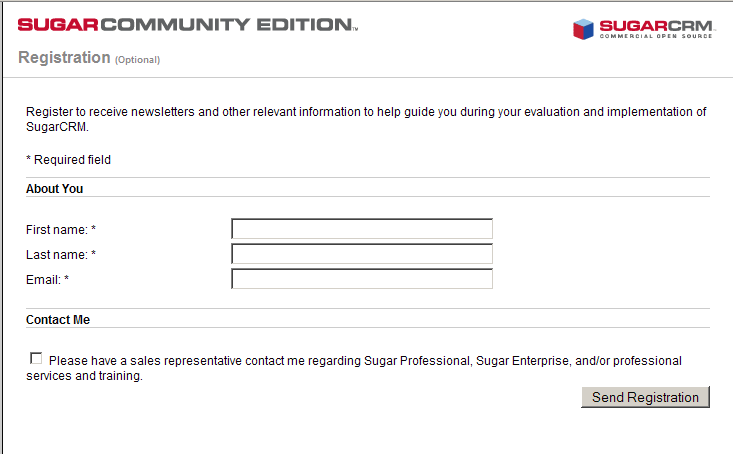 SUGARCOMMUNITY EDITION™
SUGARCRM™
COMMERCIAL OPEN SOURCE
Registration (Optional)
Register to receive newsletters and other relevant information to help guide you during your evaluation and implementation of
SugarCRM.
* Required field
About You
First name: *
Last name: *
Email: *
Contact Me
Please have a sales representative contact me regarding Sugar Professional, Sugar Enterprise, and/or professional
services and training.
Send Registration